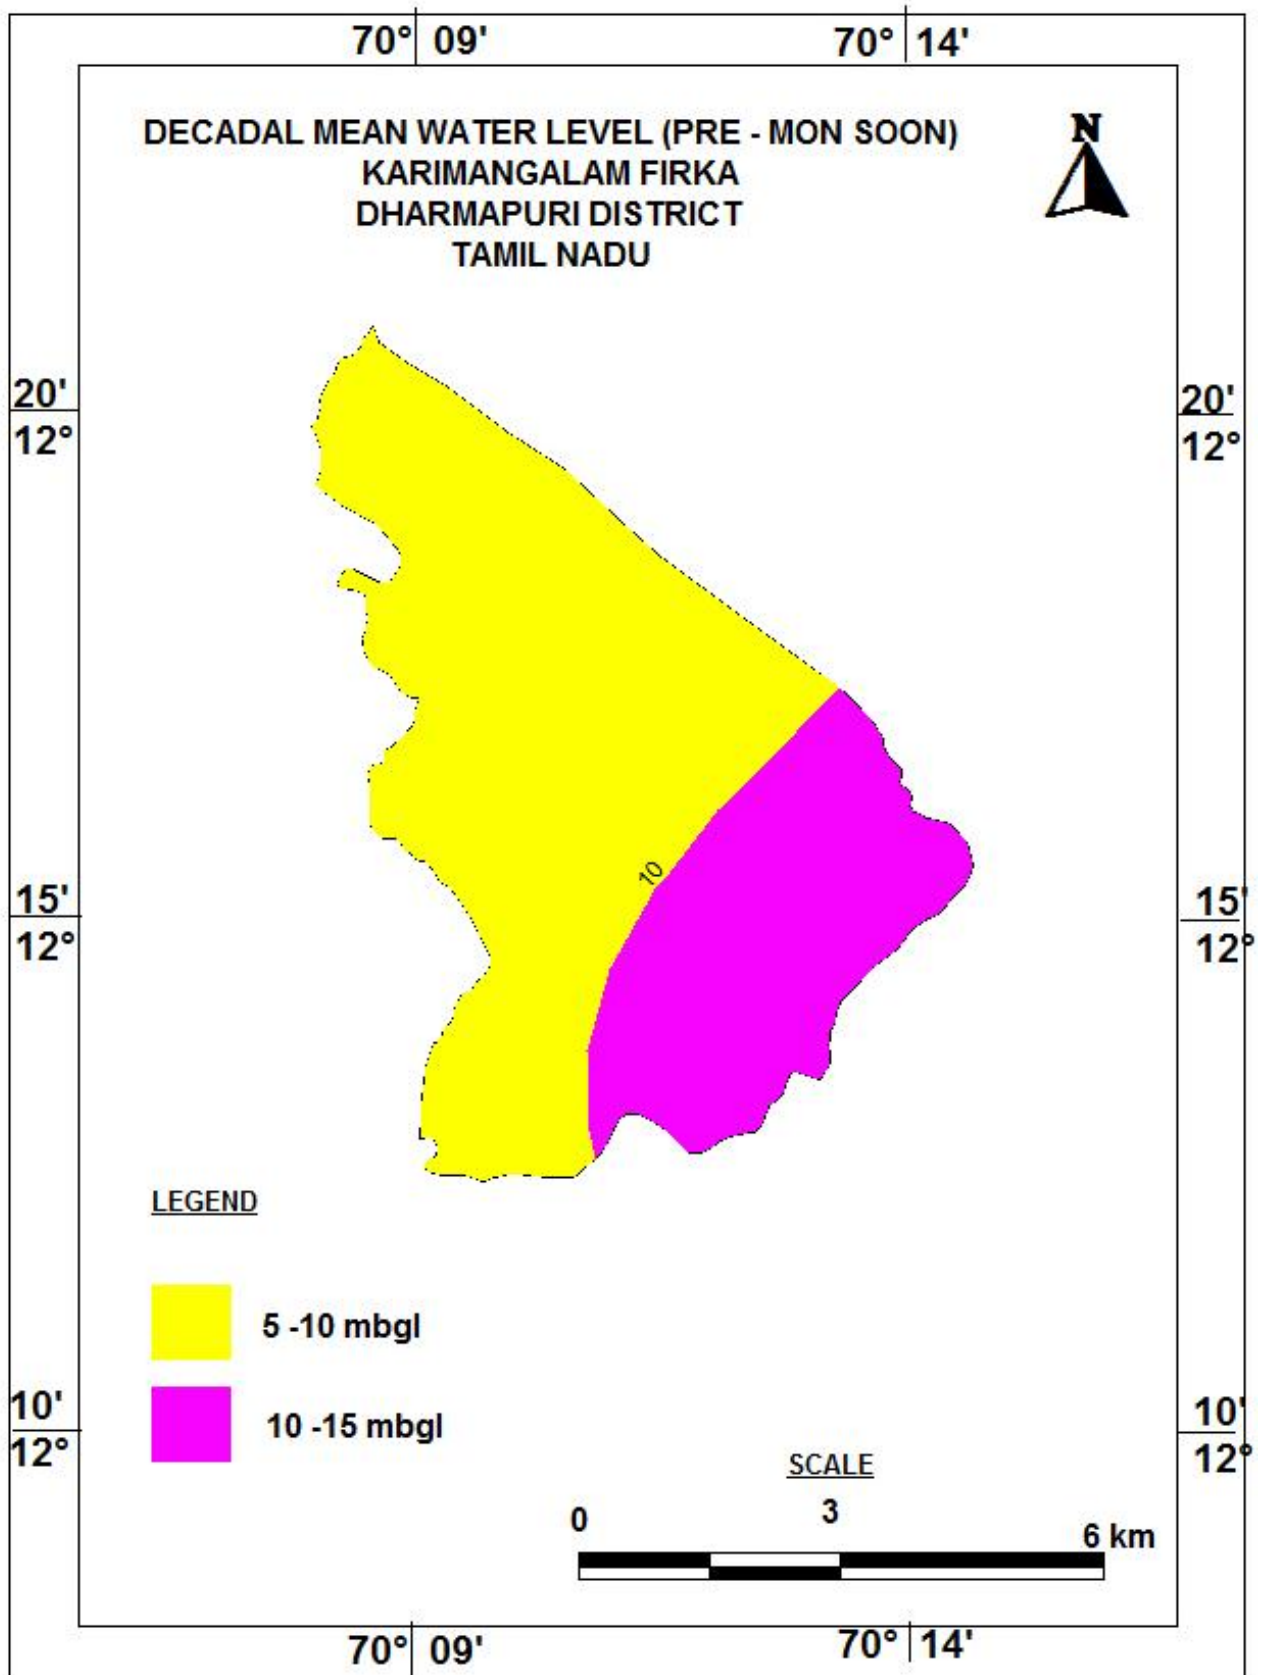 70° 09'
70° 14'
DECADAL MEAN WATER LEVEL (PRE - MON SOON)
KARIMANGALAM FIRKA
DHARMAPURI DISTRICT
TAMIL NADU
N
20'
12°
20'
12°
10
15'
12°
15'
12°
LEGEND
5 -10 mbgl
10 -15 mbgl
10'
12°
10'
12°
SCALE
0
3
6 km
70° 09'
70° 14'